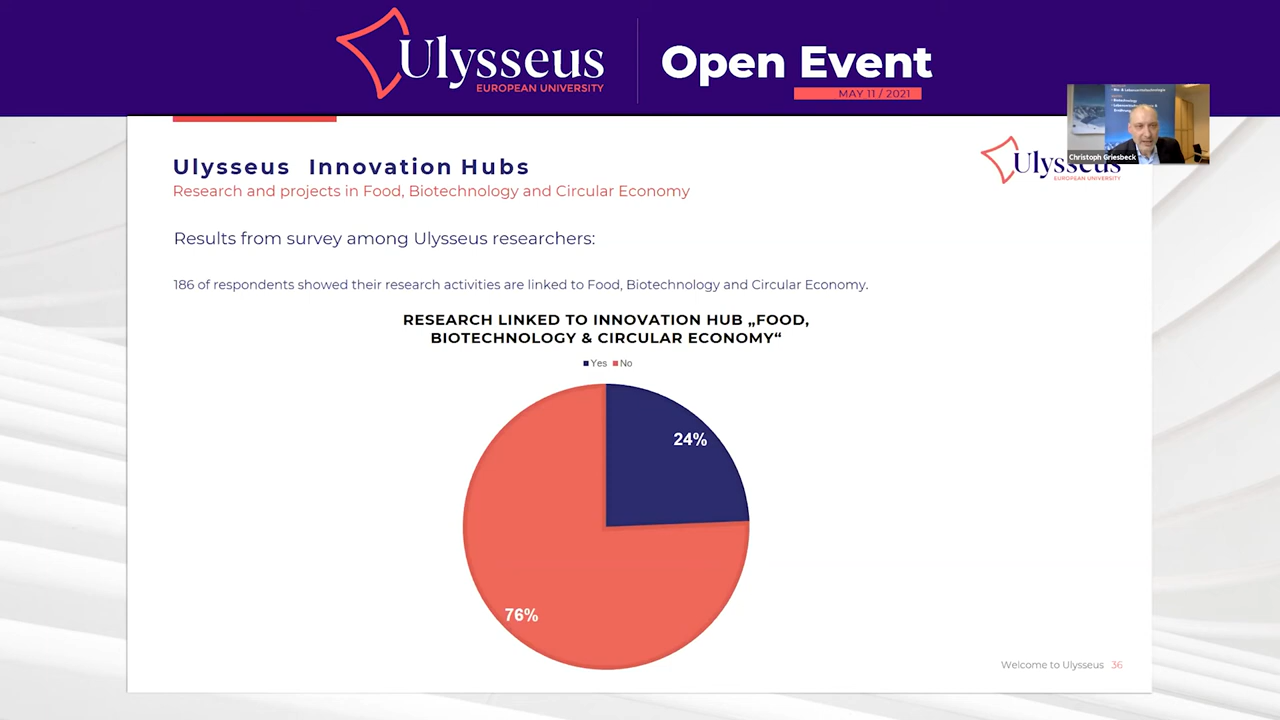 Ulysseus
EUROPEAN UNIVERSITY
Open Event
MAY 11 / 2021
Christoph Griesbeck
Ulysseus
EUROPEAN UNIVERSITY
Ulysseus Innovation Hubs
Research and projects in Food, Biotechnology and Circular Economy
Results from survey among Ulysseus researchers:
186 of respondents showed their research activities are linked to Food, Biotechnology and Circular Economy.
RESEARCH LINKED TO INNOVATION HUB „FOOD,
BIOTECHNOLOGY & CIRCULAR ECONOMY“
Yes No
24%
76%
Welcome to Ulysseus 36